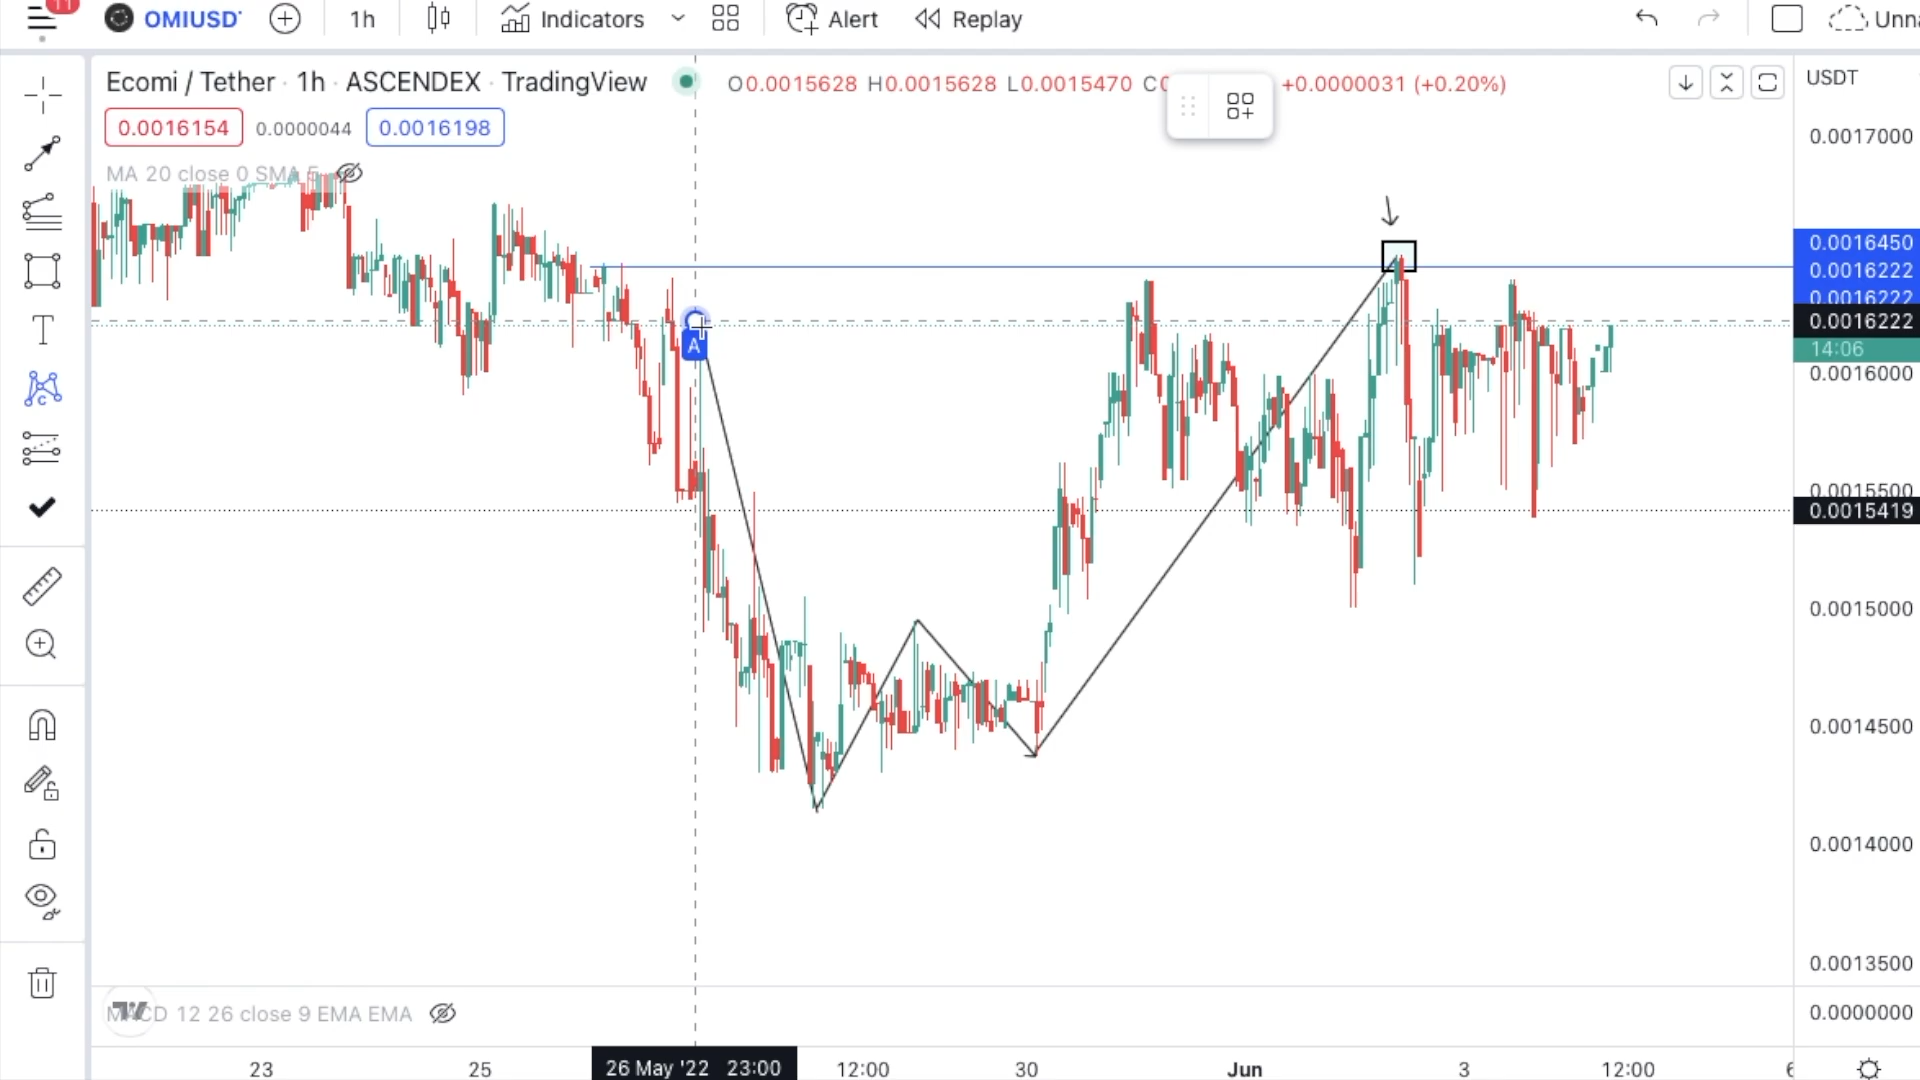 11
OMIUSD
1h
Indicators
Alert
Replay
Ecomi / Tether · 1h · ASCENDEX · TradingView
O0.0015628 H0.0015628 L0.0015470 C0 +0.0000031 (+0.20%)
USDT
0.0016154 0.0000044 0.0016198
MA 20 close 0 SMA 5
A
0.0017000
0.0016450
0.0016222
0.0016222
0.0016222
14:06
0.0016000
0.0015500
0.0015419
0.0015000
0.0014500
0.0014000
0.0013500
0.0000000
MACD 12 26 close 9 EMA EMA
23 25 26 May '22 23:00 12:00 30 Jun 3 12:00